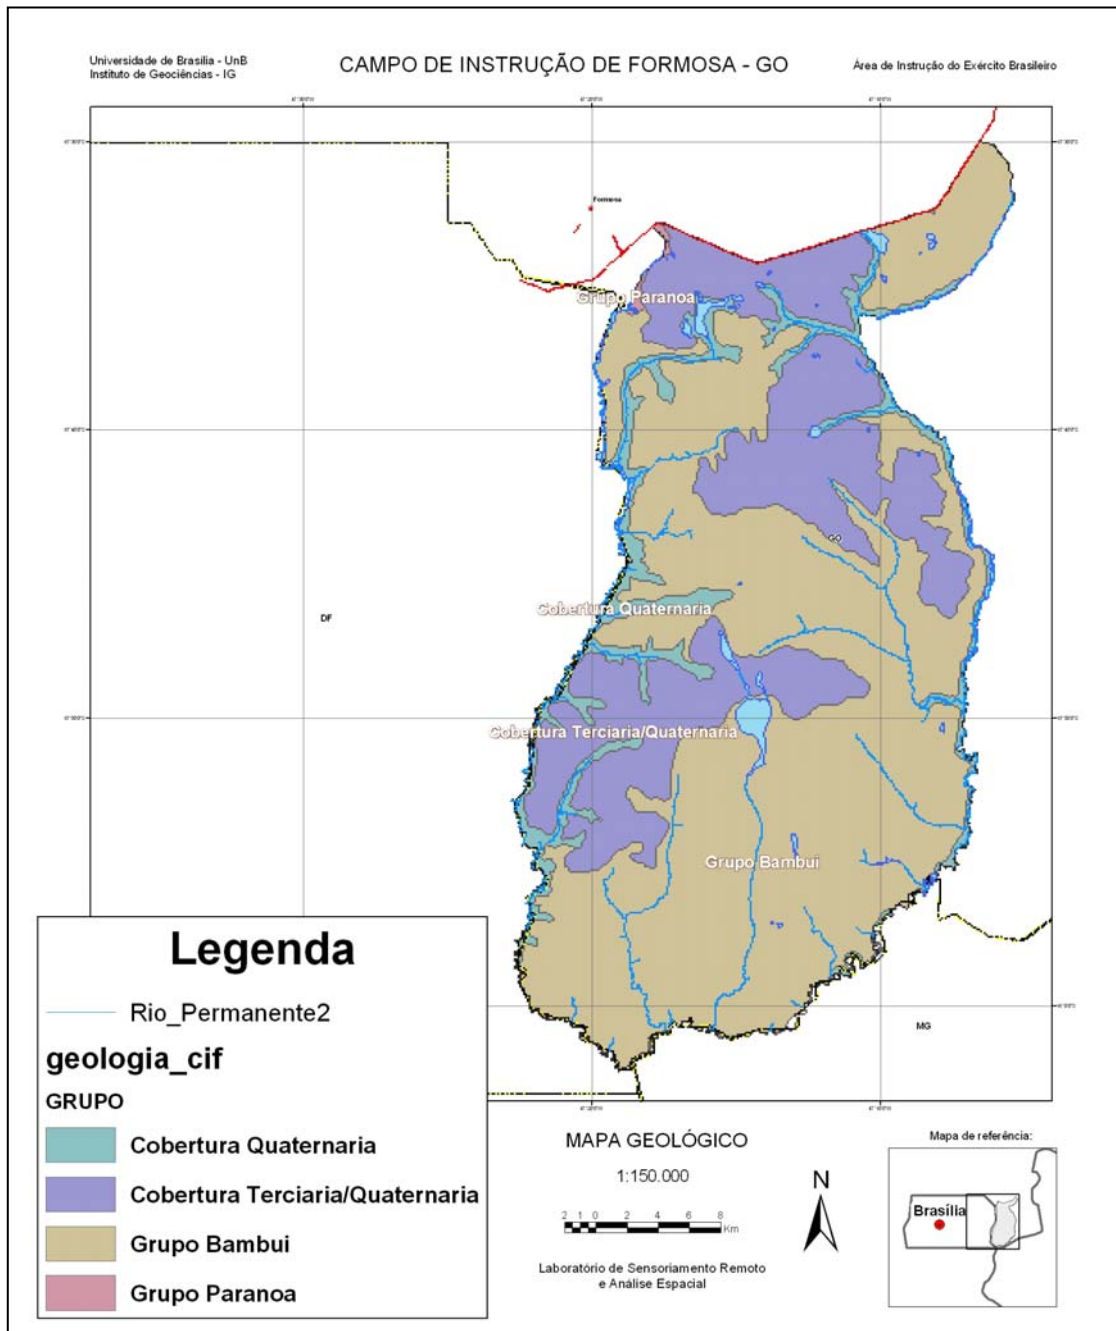 Universidade de Brasilia - UnB
Instituto de Geociências - IG
CAMPO DE INSTRUÇÃO DE FORMOSA - GO
Área de Instrução do Exército Brasileiro
Formosa
Grupo Paranoa
GO
Cobertura Quaternaria
DF
Cobertura Terciaria/Quaternaria
Grupo Bambui
MG
Legenda
Rio_Permanente2
geologia_cif
GRUPO
Cobertura Quaternaria
Cobertura Terciaria/Quaternaria
Grupo Bambui
Grupo Paranoa
MAPA GEOLÓGICO
1:150.000
2 1 0 2 4 6 8
Km
Laboratório de Sensoriamento Remoto
e Análise Espacial
N
Mapa de referência:
Brasília